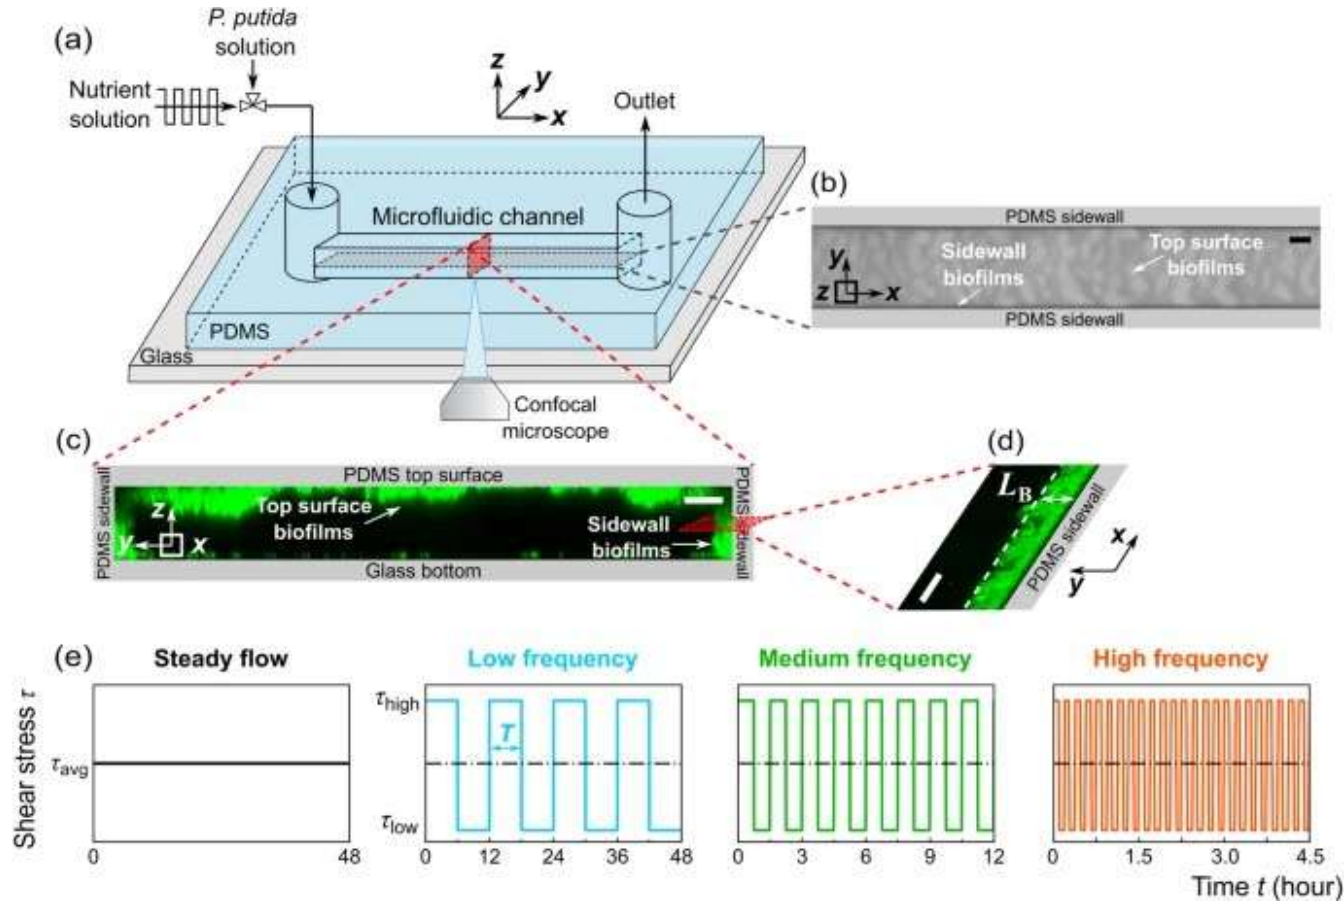 (a)
P. putida
solution
Nutrient
solution
z
y
x
Outlet
Microfluidic channel
PDMS
Glass
Confocal
microscope
(b)
PDMS sidewall
Sidewall
biofilms
Top surface
biofilms
y
z
x
PDMS sidewall
(c)
PDMS top surface
PDMS sidewall
z
y
x
Top surface
biofilms
Sidewall
biofilms
PDMS sidewall
Glass bottom
(d)
L_B
PDMS sidewall
x
y
(e)
Steady flow
Low frequency
Medium frequency
High frequency
Shear stress τ
τavg
0 48
τhigh
τlow
T
0 12 24 36 48
0 3 6 9 12
0 1.5 3.0 4.5
Time t (hour)